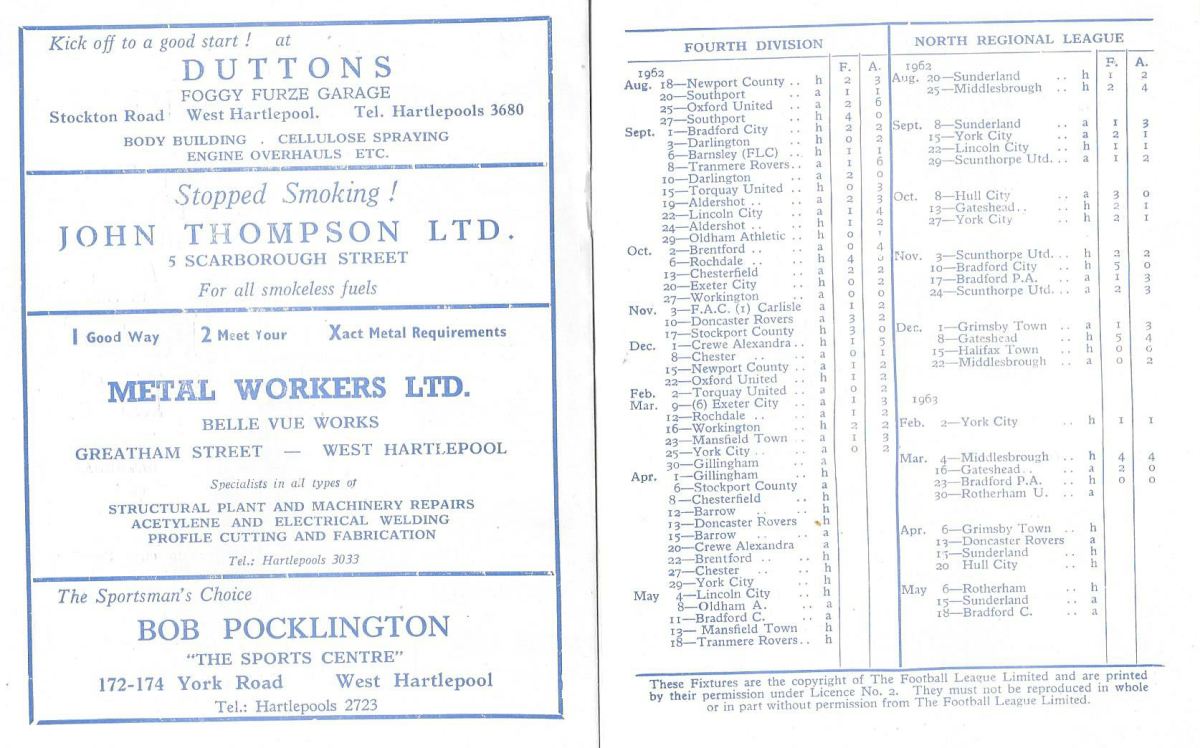 Kick off to a good start ! at
DUTTONS
FOGGY FURZE GARAGE
Stockton Road West Hartlepool. Tel. Hartlepools 3680
BODY BUILDING . CELLULOSE SPRAYING
ENGINE OVERHAULS ETC.
Stopped Smoking !
JOHN THOMPSON LTD.
5 SCARBOROUGH STREET
For all smokeless fuels
1 Good Way 2 Meet Your Xact Metal Requirements
METAL WORKERS LTD.
BELLE VUE WORKS
GREATHAM STREET — WEST HARTLEPOOL
Specialists in all types of
STRUCTURAL PLANT AND MACHINERY REPAIRS
ACETYLENE AND ELECTRICAL WELDING
PROFILE CUTTING AND FABRICATION
Tel.: Hartlepools 3033
The Sportsman's Choice
BOB POCKLINGTON
"THE SPORTS CENTRE"
172-174 York Road West Hartlepool
Tel.: Hartlepools 2723
FOURTH DIVISION
F. A.
1962
Aug. 18—Newport County .. h 2 3
20—Southport .. a 1 1
25—Oxford United .. a 2 6
27—Southport .. h 4 0
Sept. 1—Bradford City .. h 2 2
3—Darlington .. h 0 2
6—Barnsley (FLC) .. h 1 1
8—Tranmere Rovers .. a 1 6
10—Darlington .. a 2 0
15—Torquay United .. h 0 3
19—Aldershot .. .. a 2 3
22—Lincoln City .. a 1 4
24—Aldershot .. .. h 1 2
29—Oldham Athletic .. h 0 1
Oct. 2—Brentford .. .. a 0 4
6—Rochdale .. .. h 4 0
13—Chesterfield .. a 2 2
20—Exeter City .. h 0 2
27—Workington .. a 0 0
Nov. 3—F.A.C. (1) Carlisle a 1 2
10—Doncaster Rovers a 3 2
17—Stockport County h 3 0
Dec. 1—Crewe Alexandra .. h 1 5
8—Chester .. .. a 0 1
15—Newport County .. a 1 2
22—Oxford United .. h 1 2
Feb. 2—Torquay United .. a 0 2
Mar. 9—(6) Exeter City .. a 1 3
12—Rochdale .. .. a 1 2
16—Workington .. h 2 2
23—Mansfield Town .. a 1 3
25—York City .. .. a 0 2
30—Gillingham .. a
Apr. 1—Gillingham .. h
6—Stockport County a
8—Chesterfield .. h
12—Barrow .. .. h
13—Doncaster Rovers h
15—Barrow .. .. a
20—Crewe Alexandra a
22—Brentford .. .. h
27—Chester .. .. h
29—York City .. h
May 4—Lincoln City .. h
8—Oldham A. .. a
11—Bradford C. .. a
13— Mansfield Town h
18—Tranmere Rovers .. h
NORTH REGIONAL LEAGUE
F. A.
1962
Aug. 20—Sunderland .. h 1 2
25—Middlesbrough .. h 2 4
Sept. 8—Sunderland .. a 1 3
15—York City .. a 2 1
22—Lincoln City .. h 1 1
29—Scunthorpe Utd. .. a 1 2
Oct. 8—Hull City .. a 3 0
13—Gateshead .. .. h 2 1
27—York City .. h 2 1
Nov. 3—Scunthorpe Utd. .. h 2 2
10—Bradford City .. h 5 0
17—Bradford P.A. .. a 1 3
24—Scunthorpe Utd. .. a 2 3
Dec. 1—Grimsby Town .. a 1 3
8—Gateshead .. h 5 4
15—Halifax Town .. h 0 0
22—Middlesbrough .. a 0 2
1963
Feb. 2—York City .. h 1 1
Mar. 4—Middlesbrough .. h 4 4
16—Gateshead .. .. a 2 0
23—Bradford P.A. .. h 0 0
30—Rotherham U. .. a
Apr. 6—Grimsby Town .. h
13—Doncaster Rovers a
15—Sunderland .. h
20 Hull City .. h
May 6—Rotherham .. h
15—Sunderland .. a
18—Bradford C. .. a
These Fixtures are the copyright of The Football League Limited and are printed
by their permission under Licence No. 2. They must not be reproduced in whole
or in part without permission from The Football League Limited.